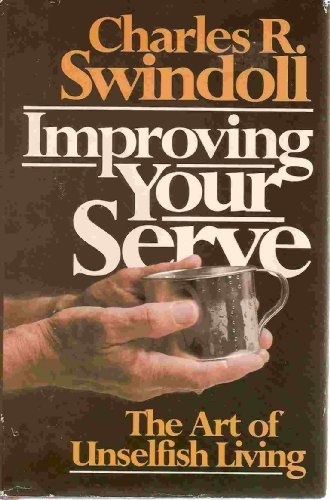 Charles R.
Swindoll
Improving
Your
Serve
The Art of
Unselfish Living